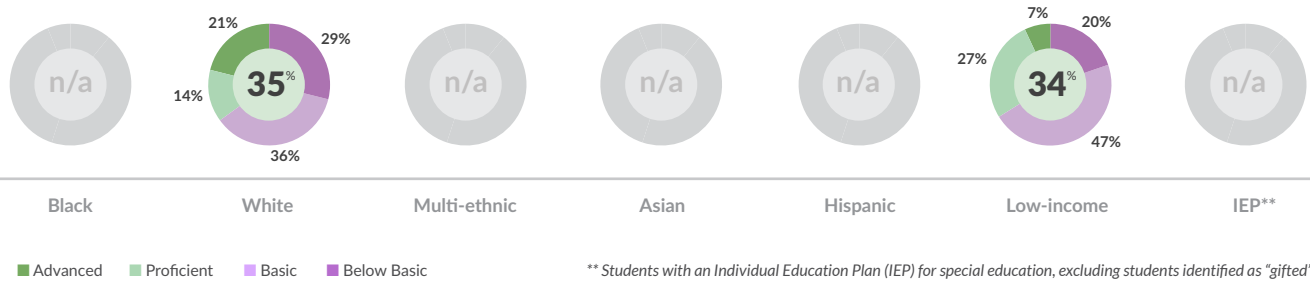 21%
29%
14%
35%
36%
7%
20%
27%
34%
47%
n/a
n/a
n/a
n/a
n/a
Black
White
Multi-ethnic
Asian
Hispanic
Low-income
IEP**
Advanced
Proficient
Basic
Below Basic
** Students with an Individual Education Plan (IEP) for special education, excluding students identified as “gifted”